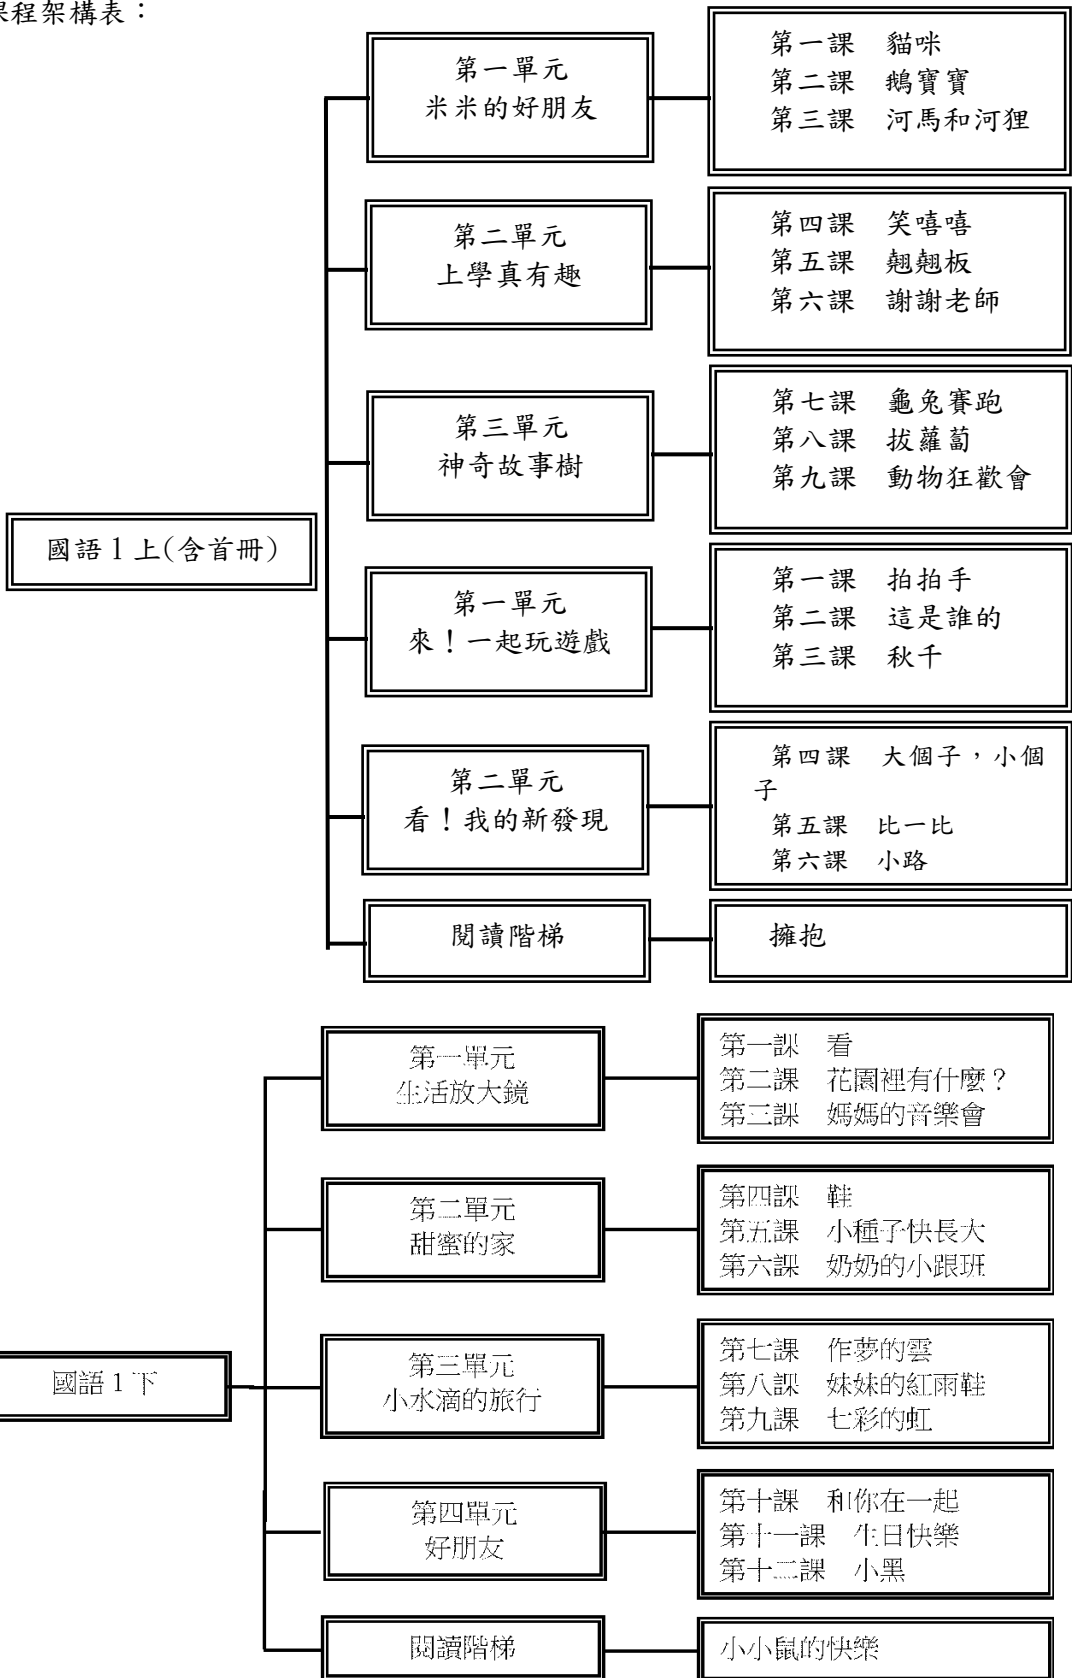 課程架構表：
第一單元
米米的好朋友
第一課　貓咪
第二課　鵝寶寶
第三課　河馬和河狸
第二單元
上學真有趣
第四課　笑嘻嘻
第五課　翹翹板
第六課　謝謝老師
第三單元
神奇故事樹
第七課　龜兔賽跑
第八課　拔蘿蔔
第九課　動物狂歡會
國語1上(含首冊)
第一單元
來！一起玩遊戲
第一課　拍拍手
第二課　這是誰的
第三課　秋千
第二單元
看！我的新發現
第四課　大個子，小個
子
第五課　比一比
第六課　小路
閱讀階梯
擁抱
第一單元
生活放大鏡
第一課　看
第二課　花園裡有什麼？
第三課　媽媽的音樂會
第二單元
甜蜜的家
第四課　鞋
第五課　小種子快長大
第六課　奶奶的小跟班
國語1下
第三單元
小水滴的旅行
第七課　作夢的雲
第八課　妹妹的紅雨鞋
第九課　七彩的虹
第四單元
好朋友
第十課　和你在一起
第十一課　生日快樂
第十二課　小黑
閱讀階梯
小小鼠的快樂